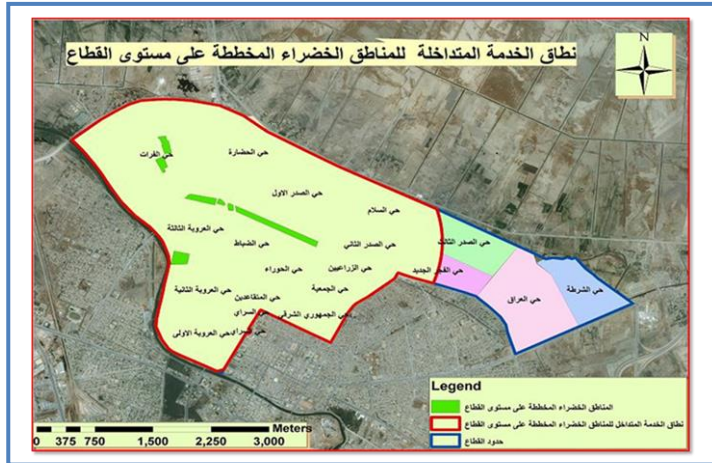 نطاق الخدمة المتداخلة للمناطق الخضراء المخططة على مستوى القطاع
N
حي الفرات
حي الحضارة
حي الصدر الاول
حي السلام
حي العروبة الثالثة
حي الضباط
حي الصدر الثاني
حي الصدر الثالث
حي الحوراء
حي الزراعيين
حي الفجر الجديد
حي الشرطة
حي العروبة الثانية
حي المتقاعدين
حي الجمعية
حي العراق
حي السراي
حي الجمهوري الشرقي
حي العروبة الاولى
Legend
المناطق الخضراء المخططة على مستوى القطاع
نطاق الخدمة المتداخل للمناطق الخضراء المخططة على مستوى القطاع
حدود القطاع
Meters
0 375 750 1,500 2,250 3,000